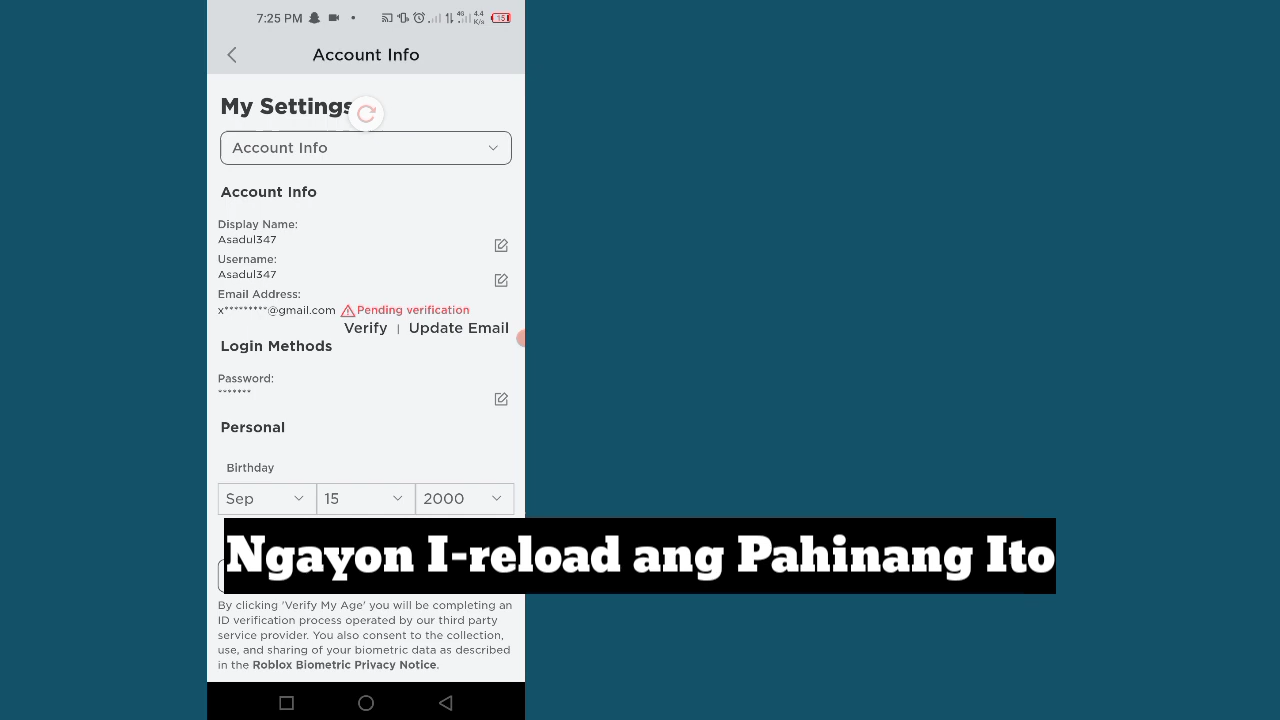 7:25 PM
4G 4.4 K/s 15
Account Info
My Settings
Account Info
Account Info
Display Name:
Asadul347
Username:
Asadul347
Email Address:
x*********@gmail.com Pending verification
Verify | Update Email
Login Methods
Password:
*******
Personal
Birthday
Sep 15 2000
Ngayon I-reload ang Pahinang Ito
By clicking 'Verify My Age' you will be completing an
ID verification process operated by our third party
service provider. You also consent to the collection,
use, and sharing of your biometric data as described
in the Roblox Biometric Privacy Notice.